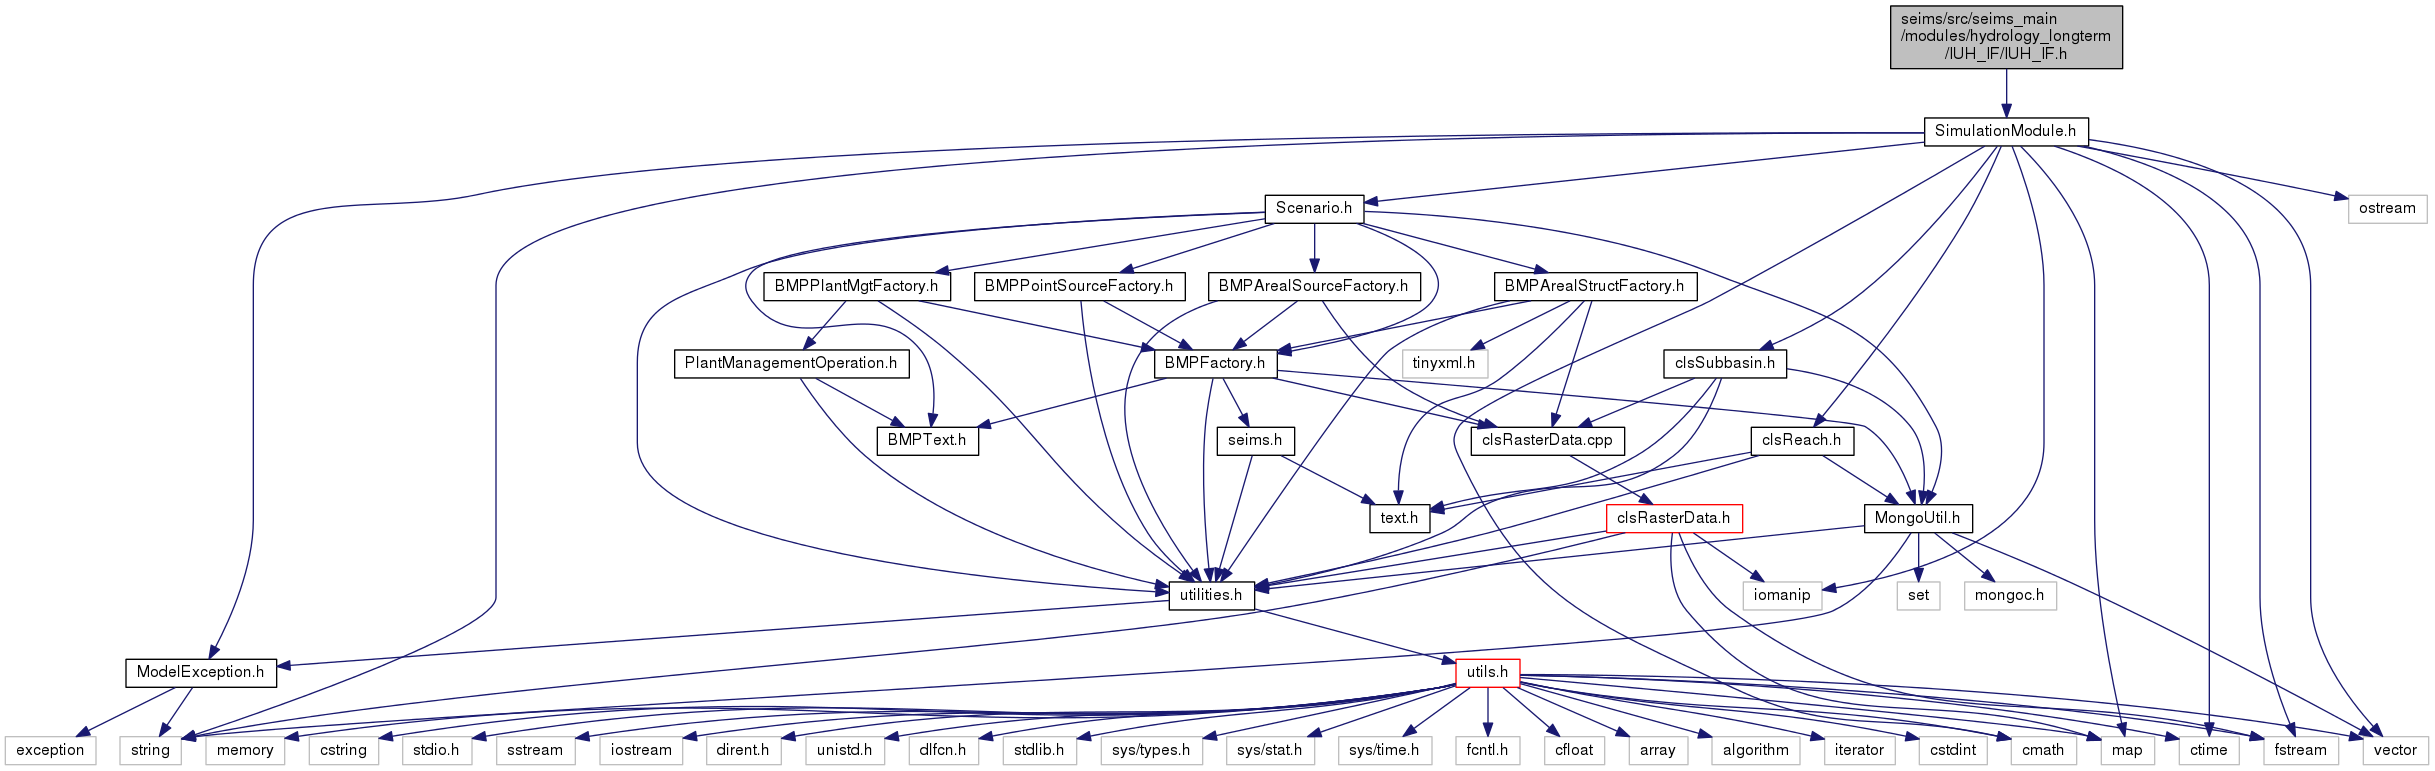 seims/src/seims_main
/modules/hydrology_longterm
/IUH_IF/IUH_IF.h
SimulationModule.h
Scenario.h
ostream
BMPPlantMgtFactory.h
BMPPointSourceFactory.h
BMPArealSourceFactory.h
BMPArealStructFactory.h
PlantManagementOperation.h
BMPFactory.h
tinyxml.h
clsSubbasin.h
BMPText.h
seims.h
clsRasterData.cpp
clsReach.h
text.h
clsRasterData.h
MongoUtil.h
utilities.h
iomanip
set
mongoc.h
ModelException.h
utils.h
exception
string
memory
cstring
stdio.h
sstream
iostream
dirent.h
unistd.h
dlfcn.h
stdlib.h
sys/types.h
sys/stat.h
sys/time.h
fcntl.h
cfloat
array
algorithm
iterator
cstdint
cmath
map
ctime
fstream
vector